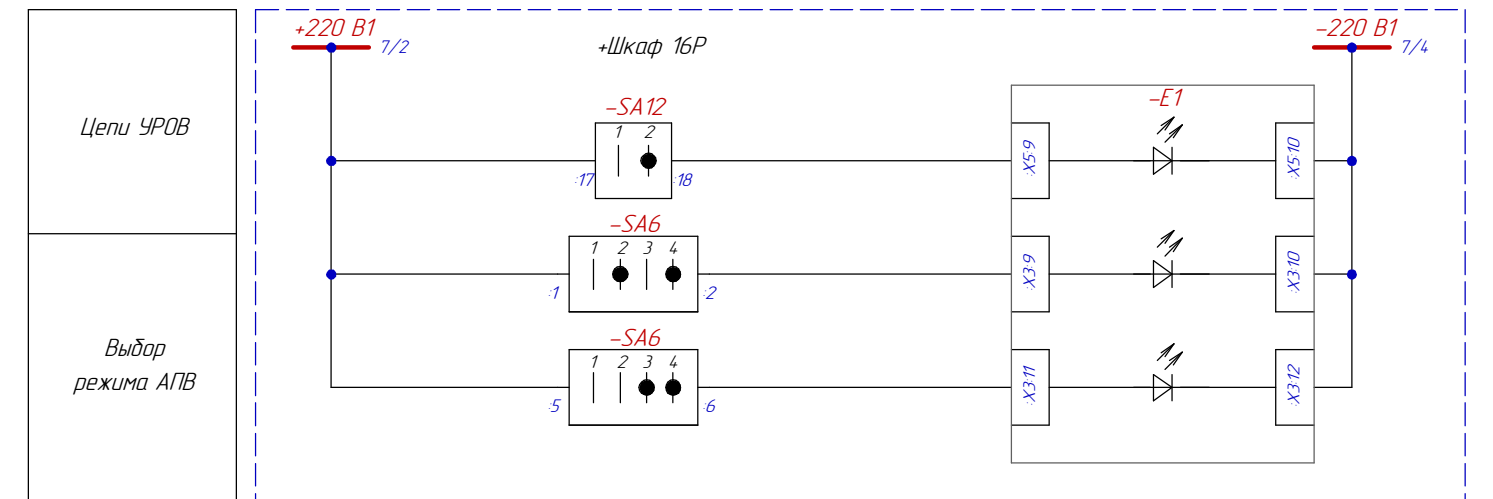 +220 В1
7/2
+Шкаф 16Р
-220 В1
7/4
Цепи УРОВ
-SA12
1 2
:17
:18
-E1
:X5:9
:X5:10
-SA6
1 2 3 4
:1
:2
:X3:9
:X3:10
Выбор
режима АПВ
-SA6
1 2 3 4
:5
:6
:X3:11
:X3:12